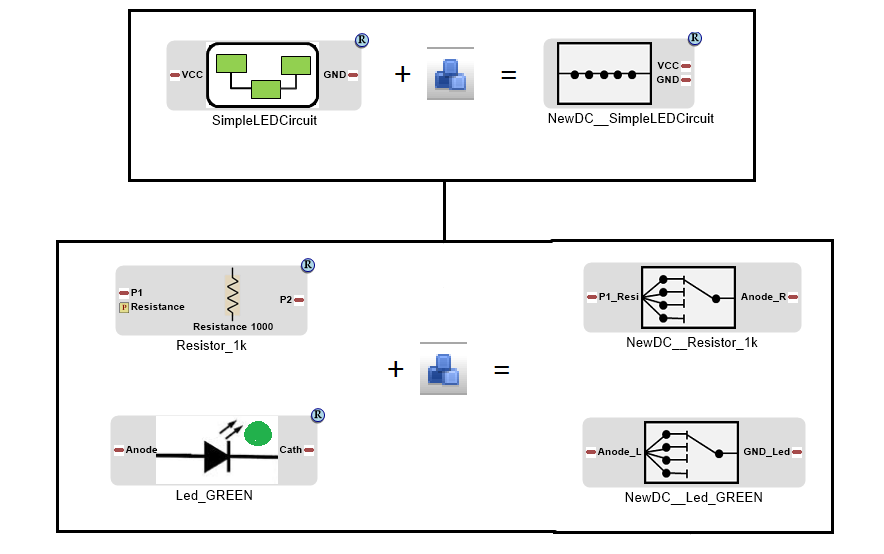 R
VCC
GND
SimpleLEDCircuit
+
=
R
VCC
GND
NewDC__SimpleLEDCircuit
R
P1
P Resistance
P2
Resistance 1000
Resistor_1k
R
Anode
Cath
Led_GREEN
+
=
P1_Resi
Anode_R
NewDC__Resistor_1k
Anode_L
GND_Led
NewDC__Led_GREEN